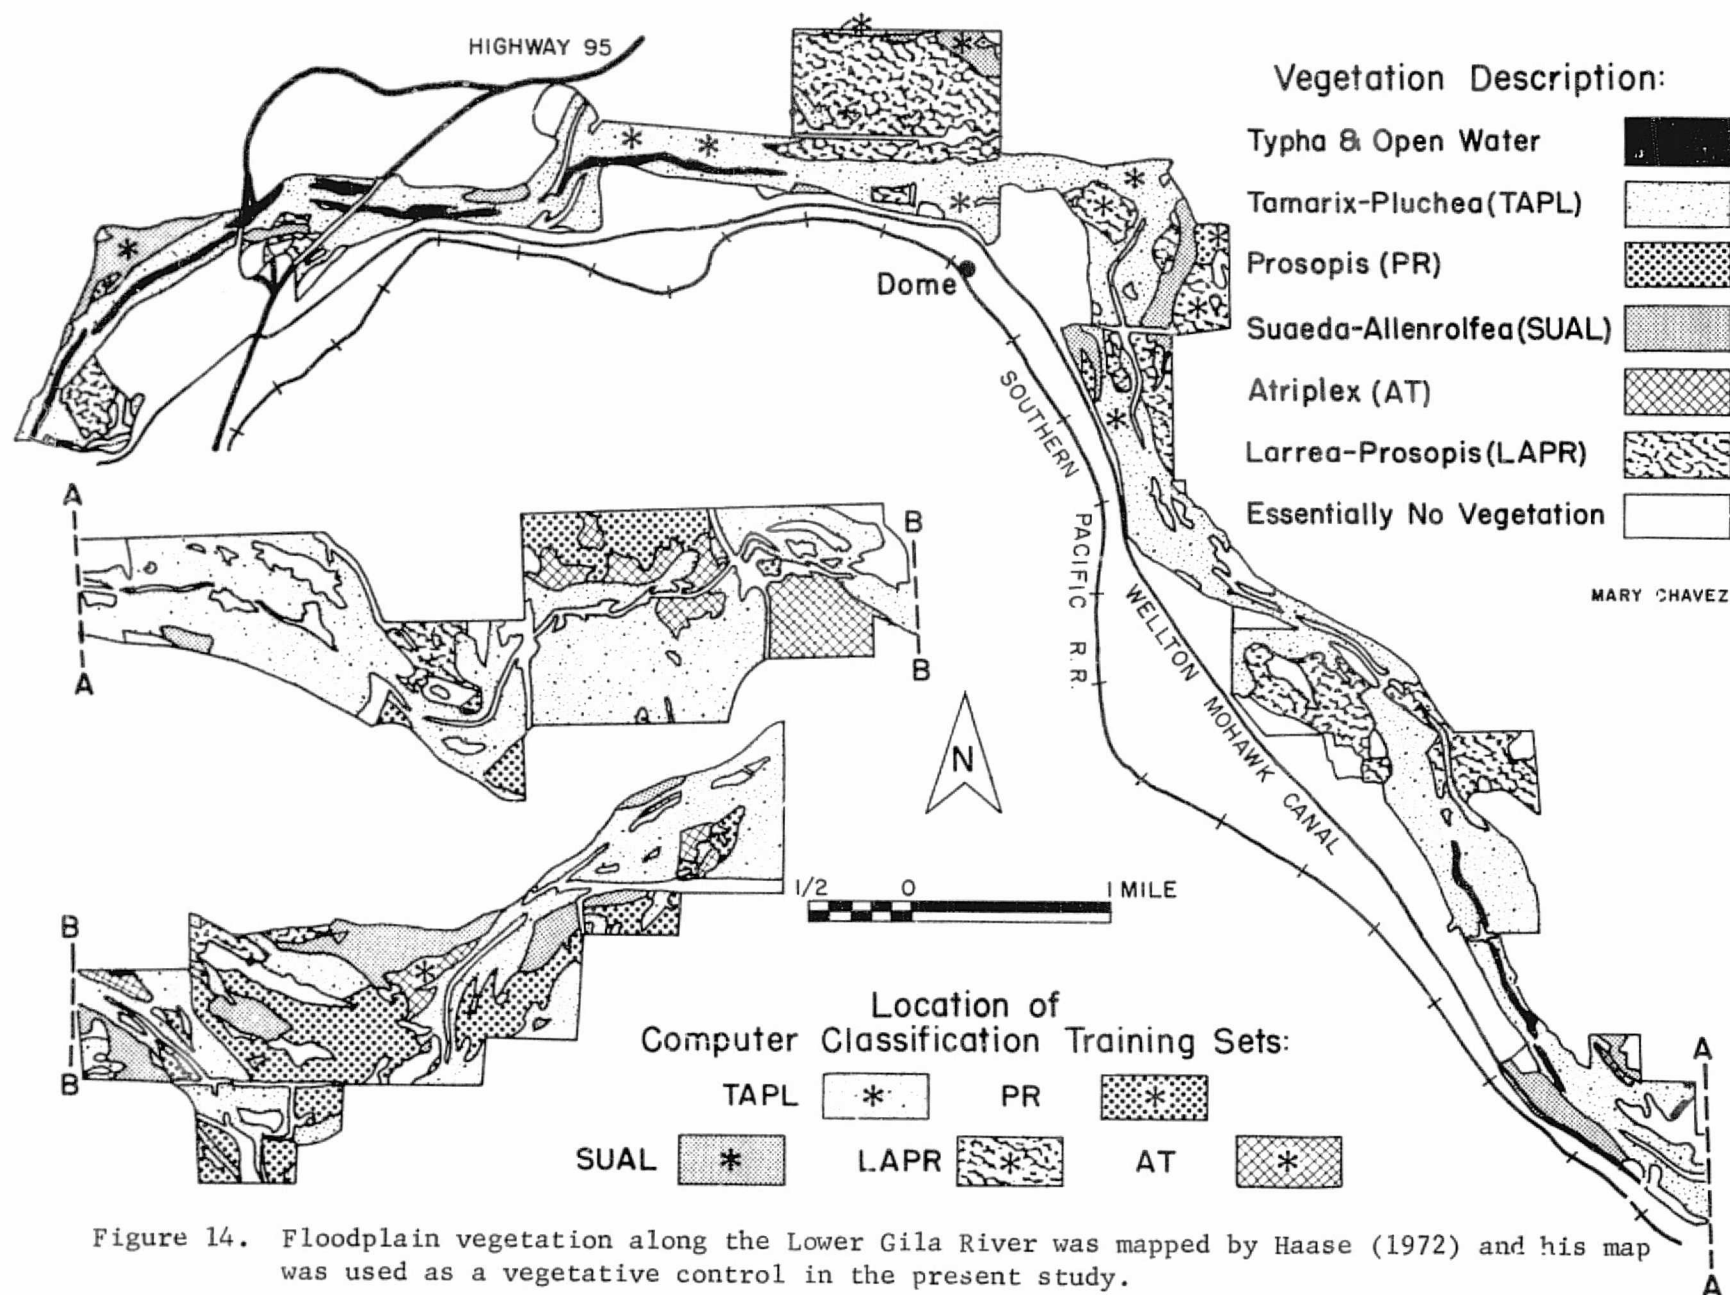 HIGHWAY 95
Vegetation Description:
Typha & Open Water
Tamarix-Pluchea(TAPL)
Prosopis (PR)
Suaeda-Allenrolfea(SUAL)
Atriplex (AT)
Larrea-Prosopis(LAPR)
Essentially No Vegetation
MARY CHAVEZ
Dome
SOUTHERN PACIFIC R.R.
WELLTON MOHAWK CANAL
A
A
B
B
N
1/2 0 1 MILE
B
B
A
A
Location of
Computer Classification Training Sets:
TAPL * PR *
SUAL * LAPR * AT *
Figure 14. Floodplain vegetation along the Lower Gila River was mapped by Haase (1972) and his map
was used as a vegetative control in the present study.